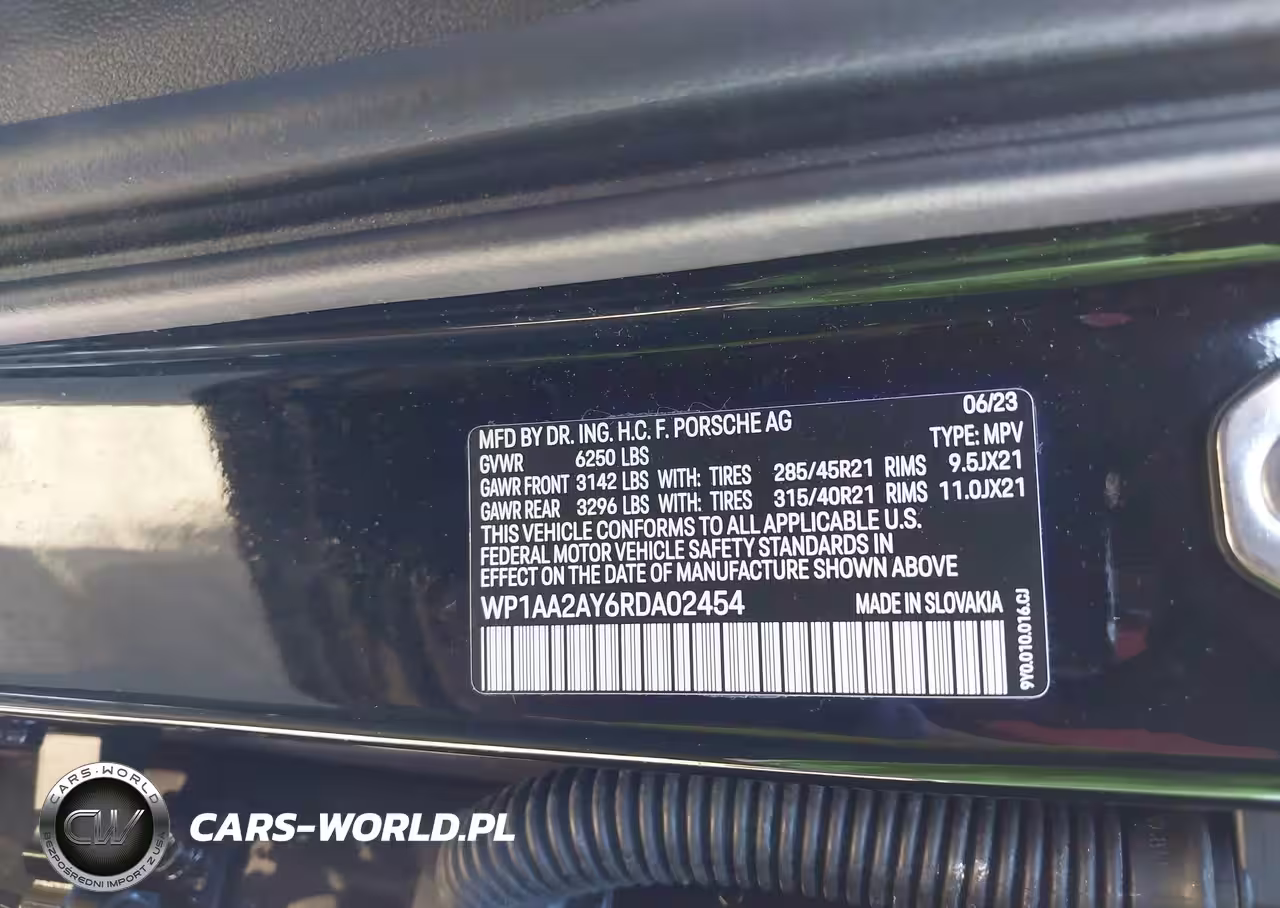 MFD BY DR. ING. H.C. F. PORSCHE AG 06/23
GVWR 6250 LBS TYPE: MPV
GAWR FRONT 3142 LBS WITH: TIRES 285/45R21 RIMS 9.5JX21
GAWR REAR 3296 LBS WITH: TIRES 315/40R21 RIMS 11.0JX21
THIS VEHICLE CONFORMS TO ALL APPLICABLE U.S.
FEDERAL MOTOR VEHICLE SAFETY STANDARDS IN
EFFECT ON THE DATE OF MANUFACTURE SHOWN ABOVE
WP1AA2AY6RDA02454 MADE IN SLOVAKIA
9Y0.010.016.CJ
CARS-WORLD
CW
BEZPOŚREDNI IMPORT Z USA
CARS-WORLD.PL